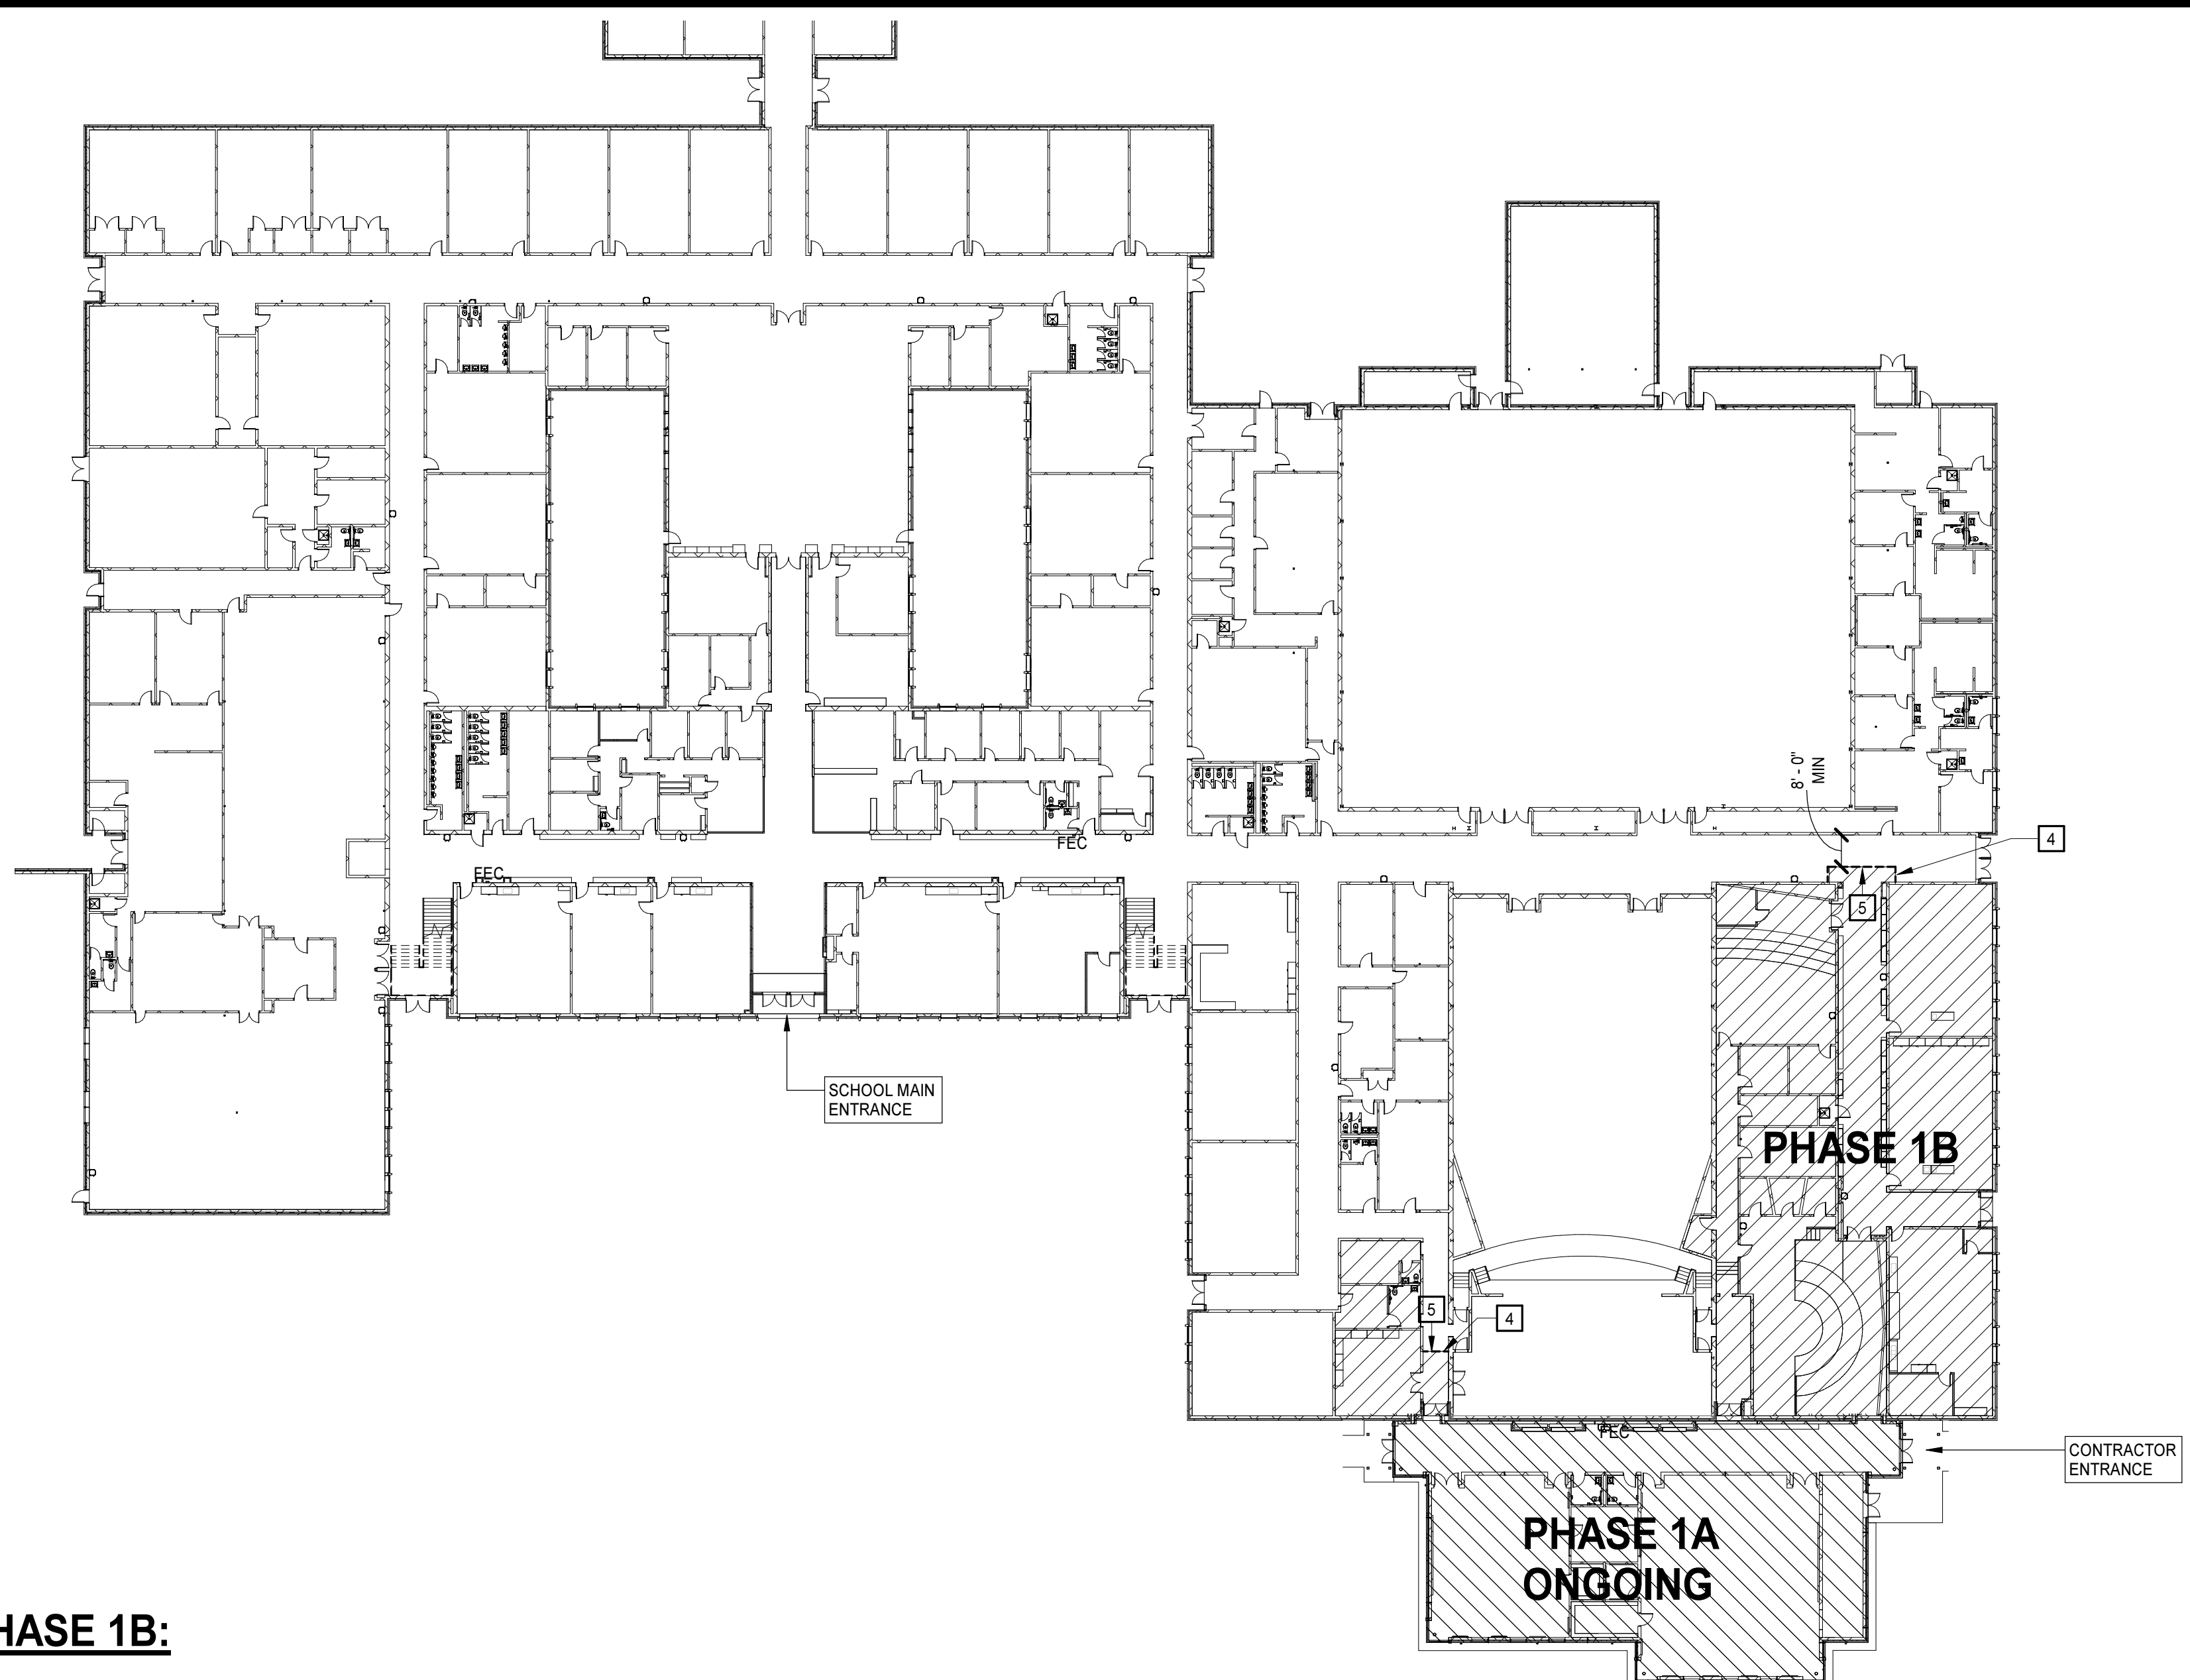 8' - 0"
MIN
4
FEC
FEC
5
SCHOOL MAIN
ENTRANCE
PHASE 1B
5
4
FEC
CONTRACTOR
ENTRANCE
PHASE 1A
ONGOING
HASE 1B: